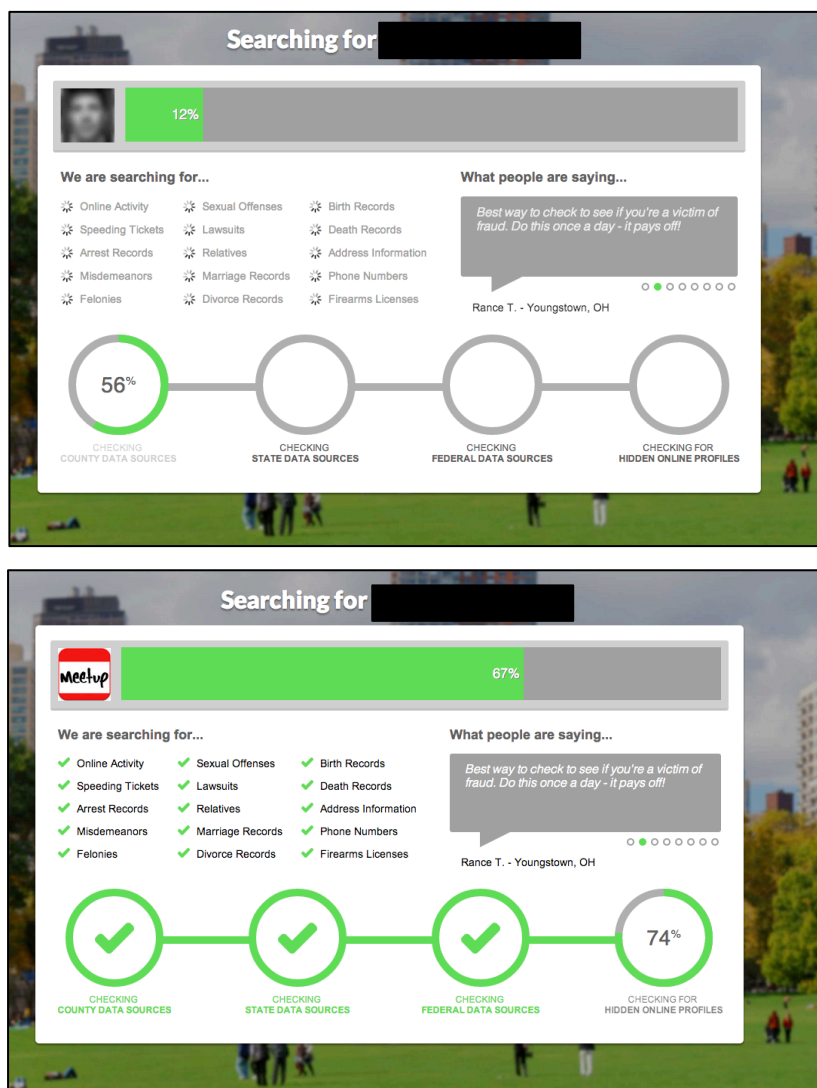 Searching for
12%
We are searching for...
Online Activity
Speeding Tickets
Arrest Records
Misdemeanors
Felonies
Sexual Offenses
Lawsuits
Relatives
Marriage Records
Divorce Records
Birth Records
Death Records
Address Information
Phone Numbers
Firearms Licenses
What people are saying...
Best way to check to see if you're a victim of
fraud. Do this once a day - it pays off!
Rance T. - Youngstown, OH
56%
CHECKING
COUNTY DATA SOURCES
CHECKING
STATE DATA SOURCES
CHECKING
FEDERAL DATA SOURCES
CHECKING FOR
HIDDEN ONLINE PROFILES
Searching for
Meetup
67%
We are searching for...
Online Activity
Speeding Tickets
Arrest Records
Misdemeanors
Felonies
Sexual Offenses
Lawsuits
Relatives
Marriage Records
Divorce Records
Birth Records
Death Records
Address Information
Phone Numbers
Firearms Licenses
What people are saying...
Best way to check to see if you're a victim of
fraud. Do this once a day - it pays off!
Rance T. - Youngstown, OH
CHECKING
COUNTY DATA SOURCES
CHECKING
STATE DATA SOURCES
CHECKING
FEDERAL DATA SOURCES
74%
CHECKING FOR
HIDDEN ONLINE PROFILES